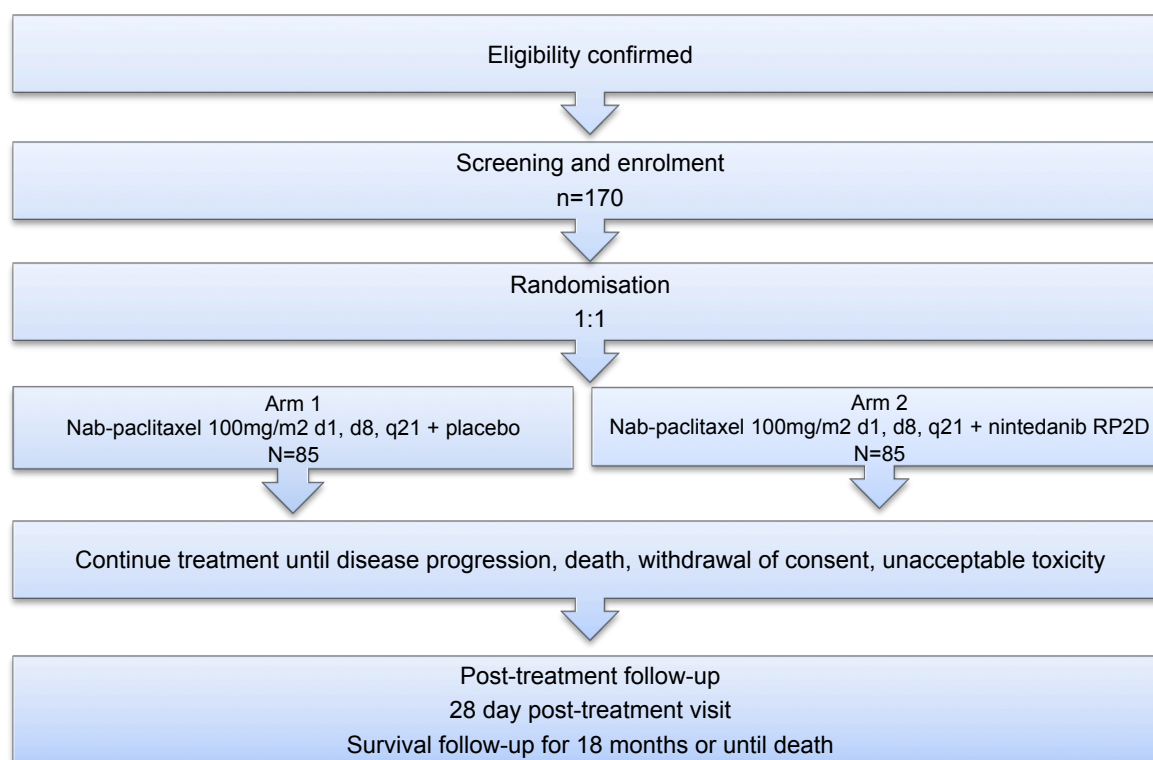 Eligibility confirmed
Screening and enrolment
n=170
Randomisation
1:1
Arm 1
Nab-paclitaxel 100mg/m2 d1, d8, q21 + placebo
N=85
Arm 2
Nab-paclitaxel 100mg/m2 d1, d8, q21 + nintedanib RP2D
N=85
Continue treatment until disease progression, death, withdrawal of consent, unacceptable toxicity
Post-treatment follow-up
28 day post-treatment visit
Survival follow-up for 18 months or until death